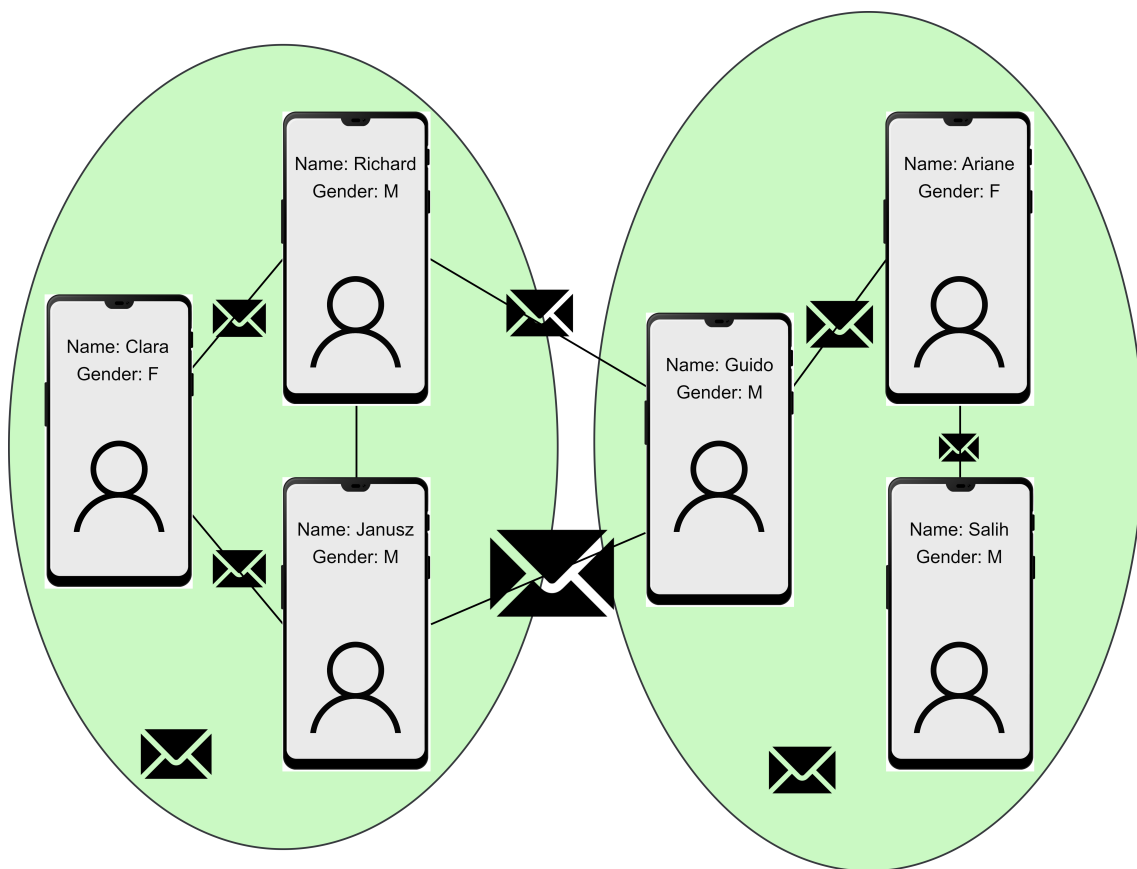 Name: Richard
Gender: M
Name: Ariane
Gender: F
Name: Clara
Gender: F
Name: Guido
Gender: M
Name: Janusz
Gender: M
Name: Salih
Gender: M